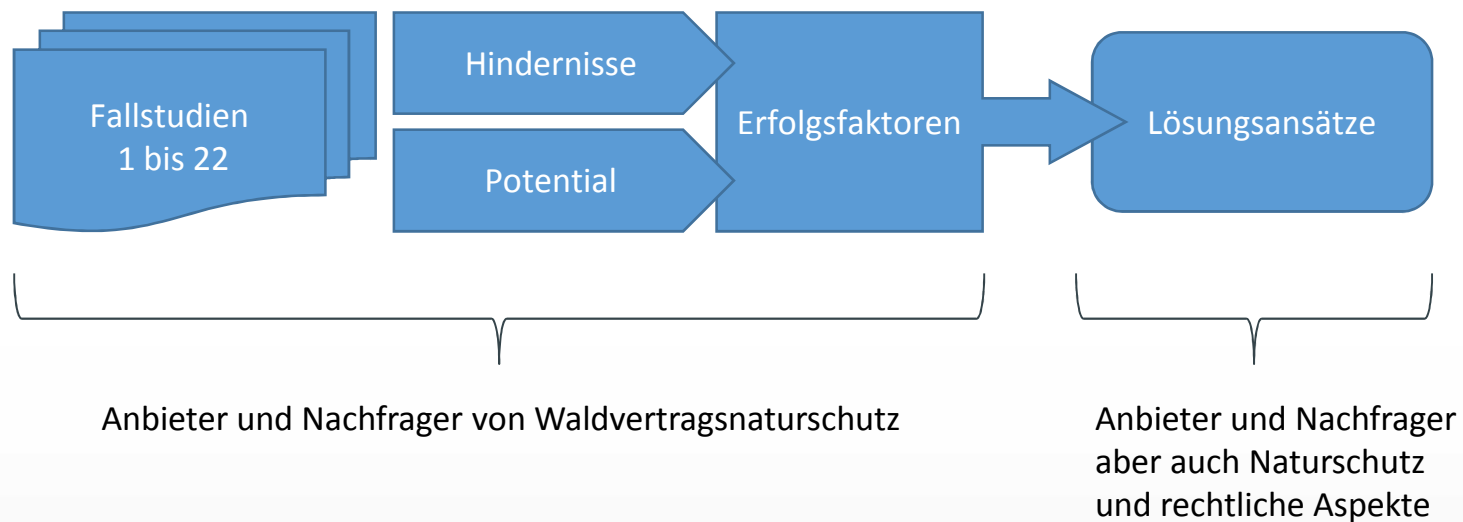 Fallstudien
1 bis 22
Hindernisse
Potential
Erfolgsfaktoren
Lösungsansätze
Anbieter und Nachfrager von Waldvertragsnaturschutz
Anbieter und Nachfrager
aber auch Naturschutz
und rechtliche Aspekte